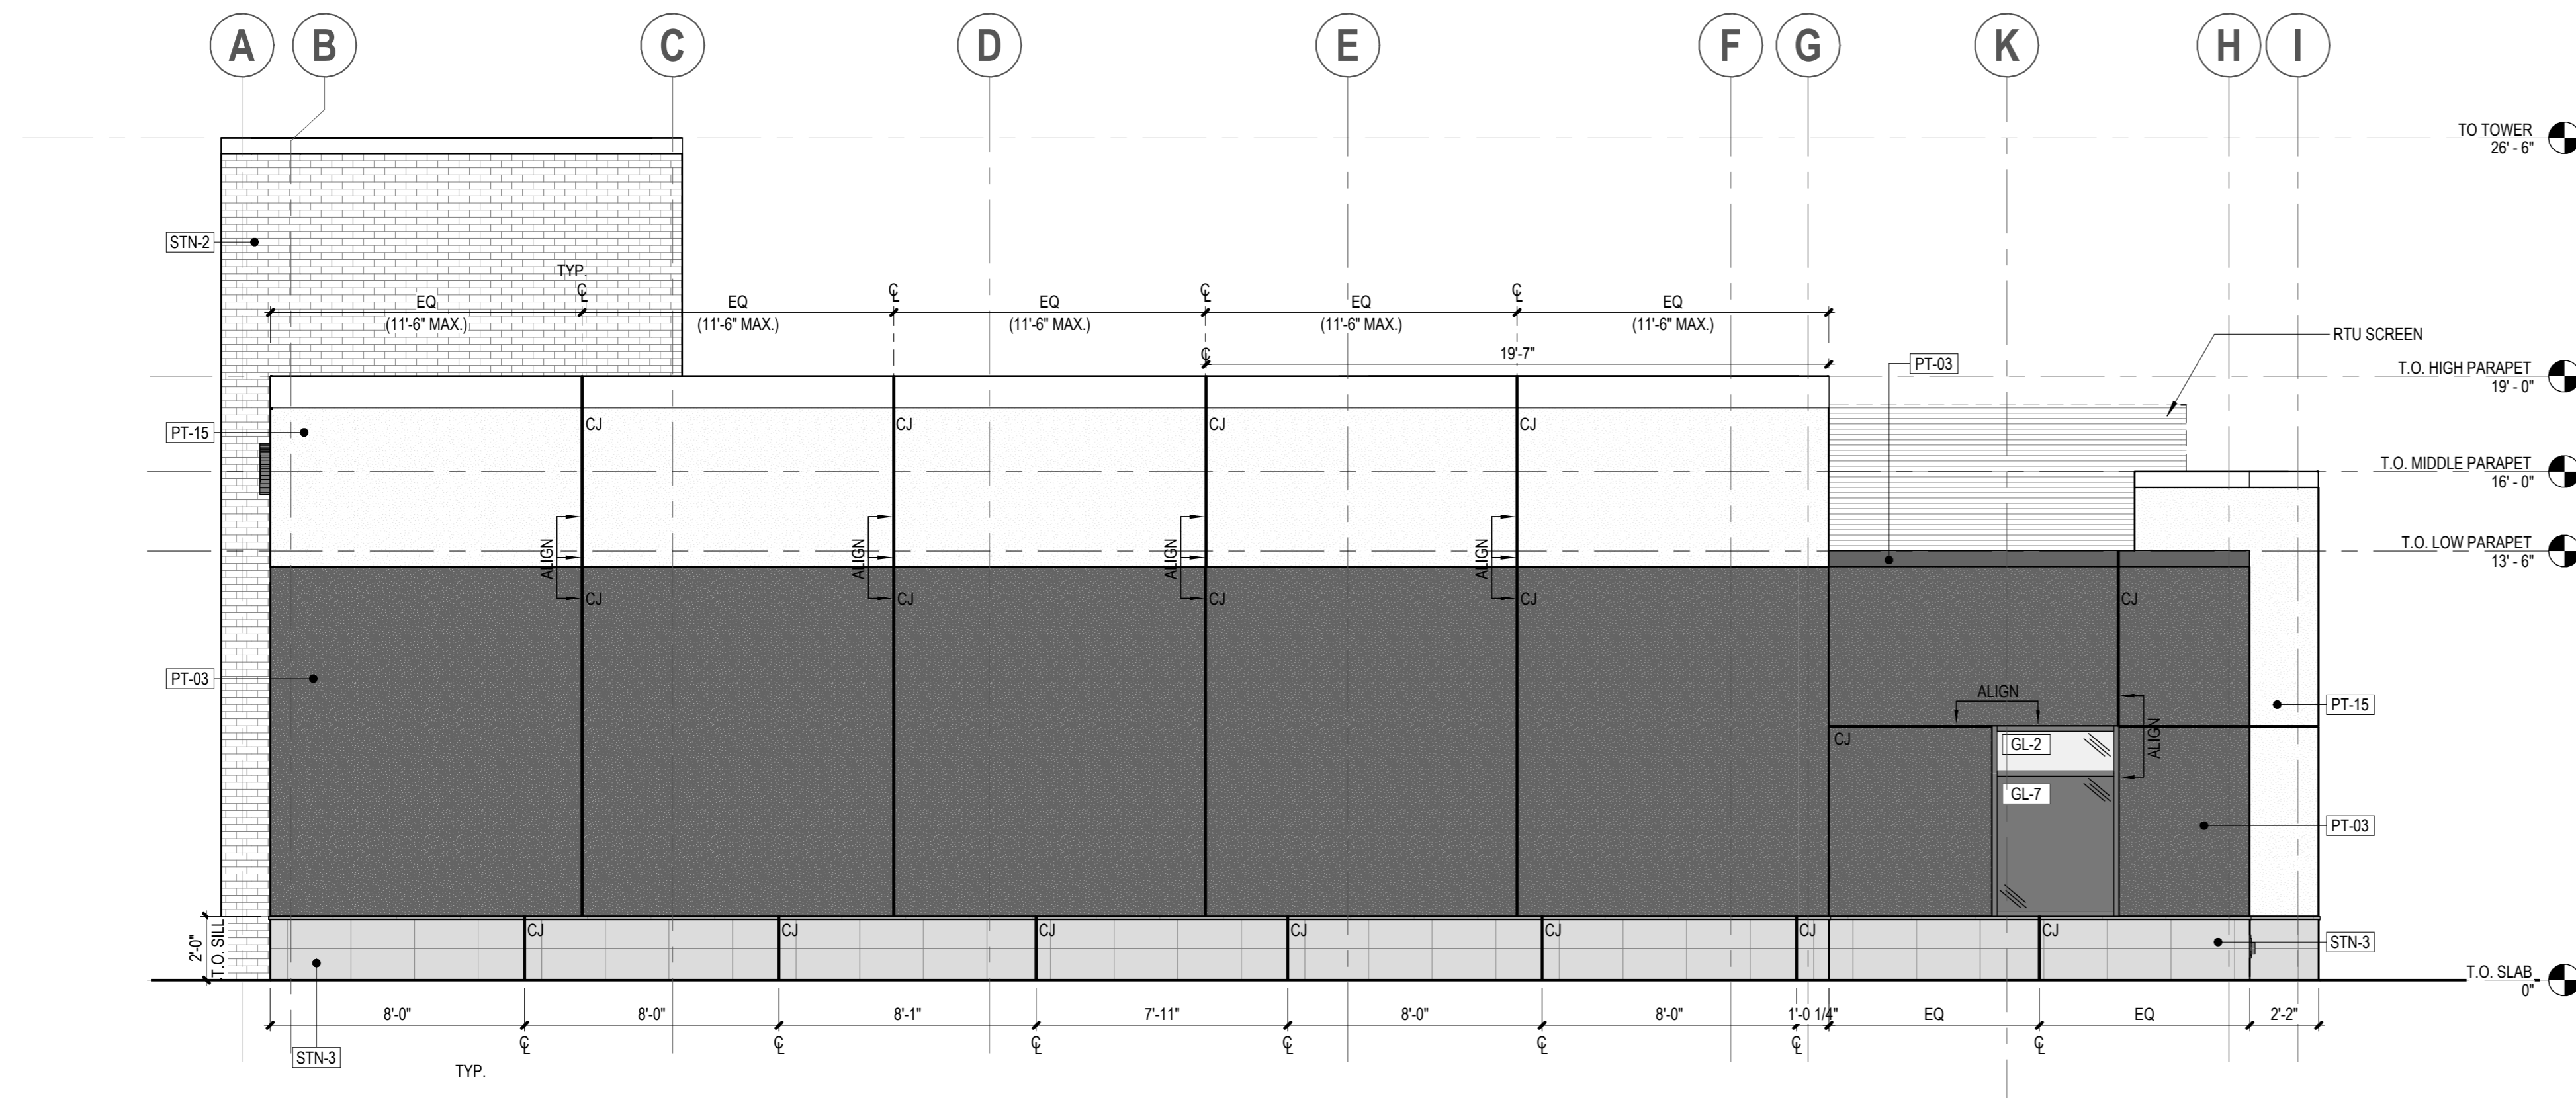 A B C D E F G K H I
TO TOWER
26' - 6"
STN-2
TYP.
℄ ℄ ℄ ℄
EQ EQ EQ EQ EQ
(11'-6" MAX.) (11'-6" MAX.) (11'-6" MAX.) (11'-6" MAX.) (11'-6" MAX.)
RTU SCREEN
℄ 19'-7"
PT-03
T.O. HIGH PARAPET
19' - 0"
CJ CJ CJ CJ
PT-15
T.O. MIDDLE PARAPET
16' - 0"
T.O. LOW PARAPET
13' - 6"
ALIGN ALIGN ALIGN ALIGN
CJ CJ CJ CJ CJ
PT-03
ALIGN
PT-15
ALIGN
CJ
GL-2
GL-7
PT-03
2'-0"
T.O. SILL
CJ CJ CJ CJ CJ CJ CJ
STN-3
T.O. SLAB
0"
8'-0" 8'-0" 8'-1" 7'-11" 8'-0" 8'-0" 1'-0 1/4" EQ EQ 2'-2"
℄ ℄ ℄ ℄ ℄ ℄ ℄
STN-3
TYP.